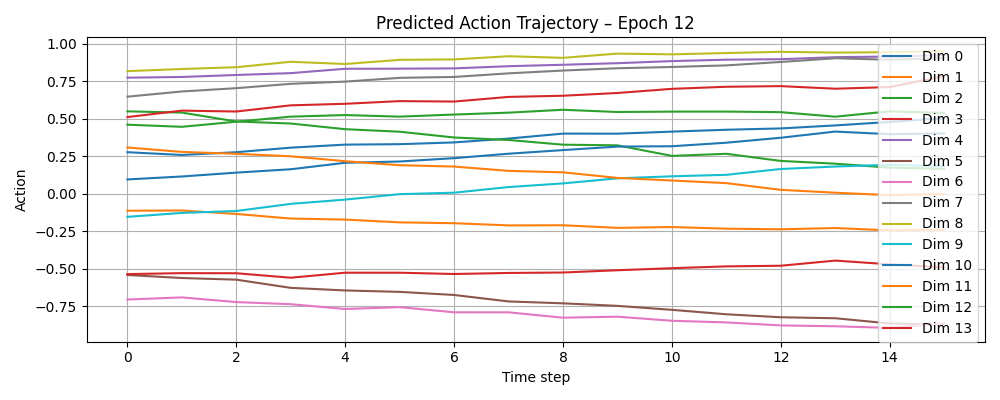 Predicted Action Trajectory – Epoch 12
Action
1.00
0.75
0.50
0.25
0.00
−0.25
−0.50
−0.75
0
2
4
6
8
10
12
14
Time step
Dim 0
Dim 1
Dim 2
Dim 3
Dim 4
Dim 5
Dim 6
Dim 7
Dim 8
Dim 9
Dim 10
Dim 11
Dim 12
Dim 13